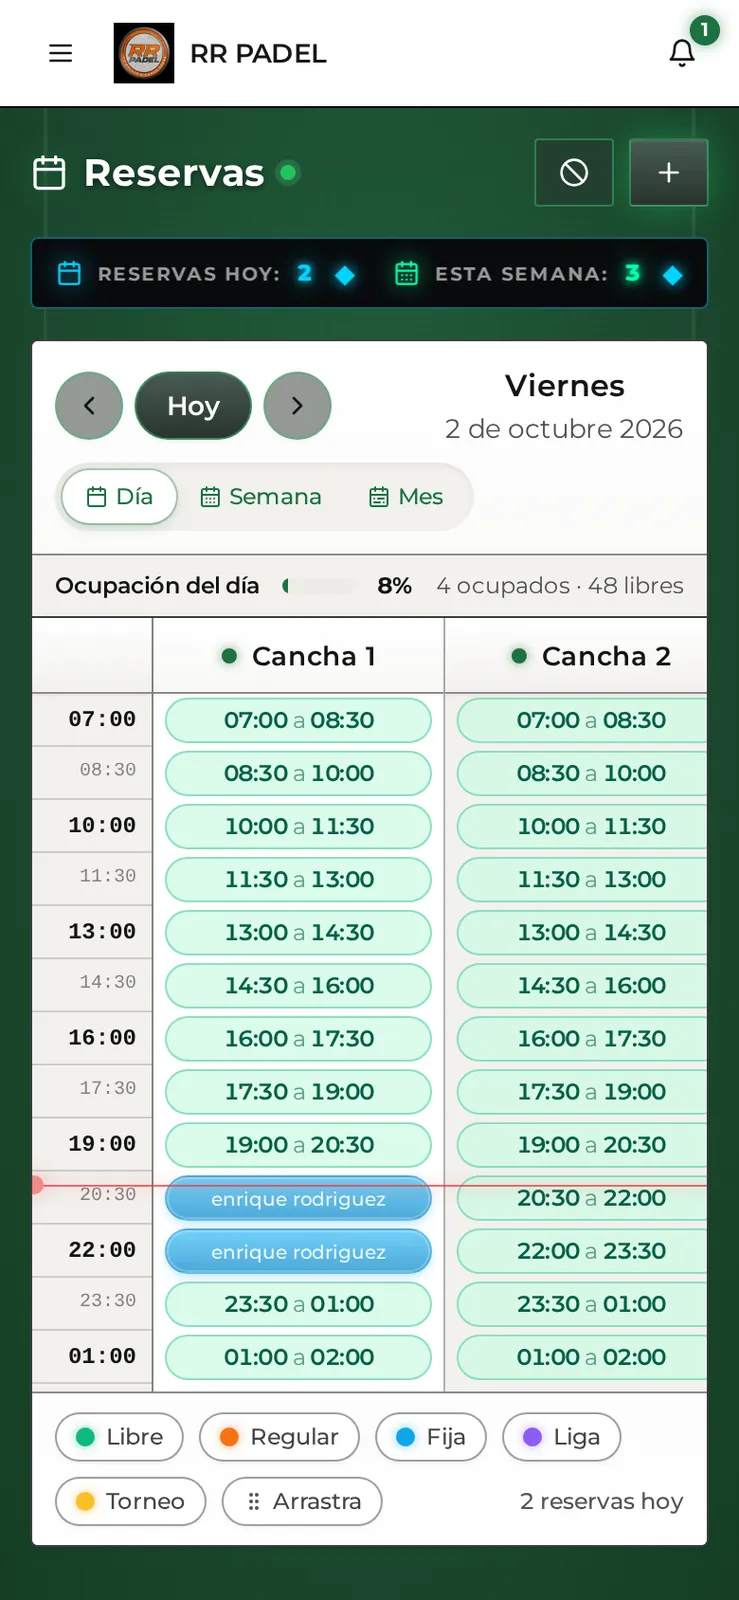 RR PADEL
RR PADEL
1
Reservas
RESERVAS HOY: 2
ESTA SEMANA: 3
Hoy
Viernes
2 de octubre 2026
Día Semana Mes
Ocupación del día 8% 4 ocupados · 48 libres
Cancha 1 Cancha 2
07:00 07:00 a 08:30 07:00 a 08:30
08:30 08:30 a 10:00 08:30 a 10:00
10:00 10:00 a 11:30 10:00 a 11:30
11:30 11:30 a 13:00 11:30 a 13:00
13:00 13:00 a 14:30 13:00 a 14:30
14:30 14:30 a 16:00 14:30 a 16:00
16:00 16:00 a 17:30 16:00 a 17:30
17:30 17:30 a 19:00 17:30 a 19:00
19:00 19:00 a 20:30 19:00 a 20:30
20:30 enrique rodriguez 20:30 a 22:00
22:00 enrique rodriguez 22:00 a 23:30
23:30 23:30 a 01:00 23:30 a 01:00
01:00 01:00 a 02:00 01:00 a 02:00
Libre Regular Fija Liga
Torneo Arrastra 2 reservas hoy